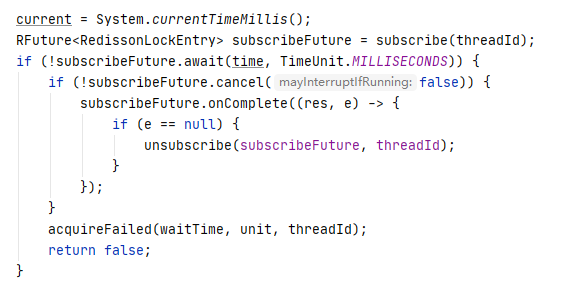 current = System.currentTimeMillis();
RFuture<RedissonLockEntry> subscribeFuture = subscribe(threadId);
if (!subscribeFuture.await(time, TimeUnit.MILLISECONDS)) {
    if (!subscribeFuture.cancel( mayInterruptIfRunning: false)) {
        subscribeFuture.onComplete((res, e) -> {
            if (e == null) {
                unsubscribe(subscribeFuture, threadId);
            }
        });
    }
    acquireFailed(waitTime, unit, threadId);
    return false;
}